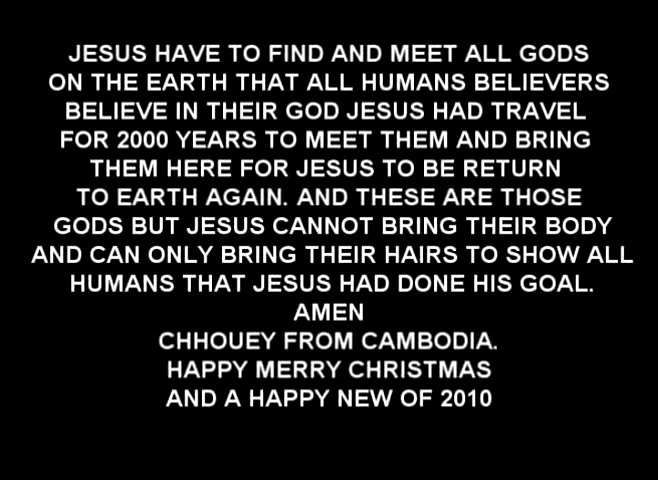 JESUS HAVE TO FIND AND MEET ALL GODS
ON THE EARTH THAT ALL HUMANS BELIEVERS
BELIEVE IN THEIR GOD JESUS HAD TRAVEL
FOR 2000 YEARS TO MEET THEM AND BRING
THEM HERE FOR JESUS TO BE RETURN
TO EARTH AGAIN. AND THESE ARE THOSE
GODS BUT JESUS CANNOT BRING THEIR BODY
AND CAN ONLY BRING THEIR HAIRS TO SHOW ALL
HUMANS THAT JESUS HAD DONE HIS GOAL.
AMEN
CHHOUEY FROM CAMBODIA.
HAPPY MERRY CHRISTMAS
AND A HAPPY NEW OF 2010